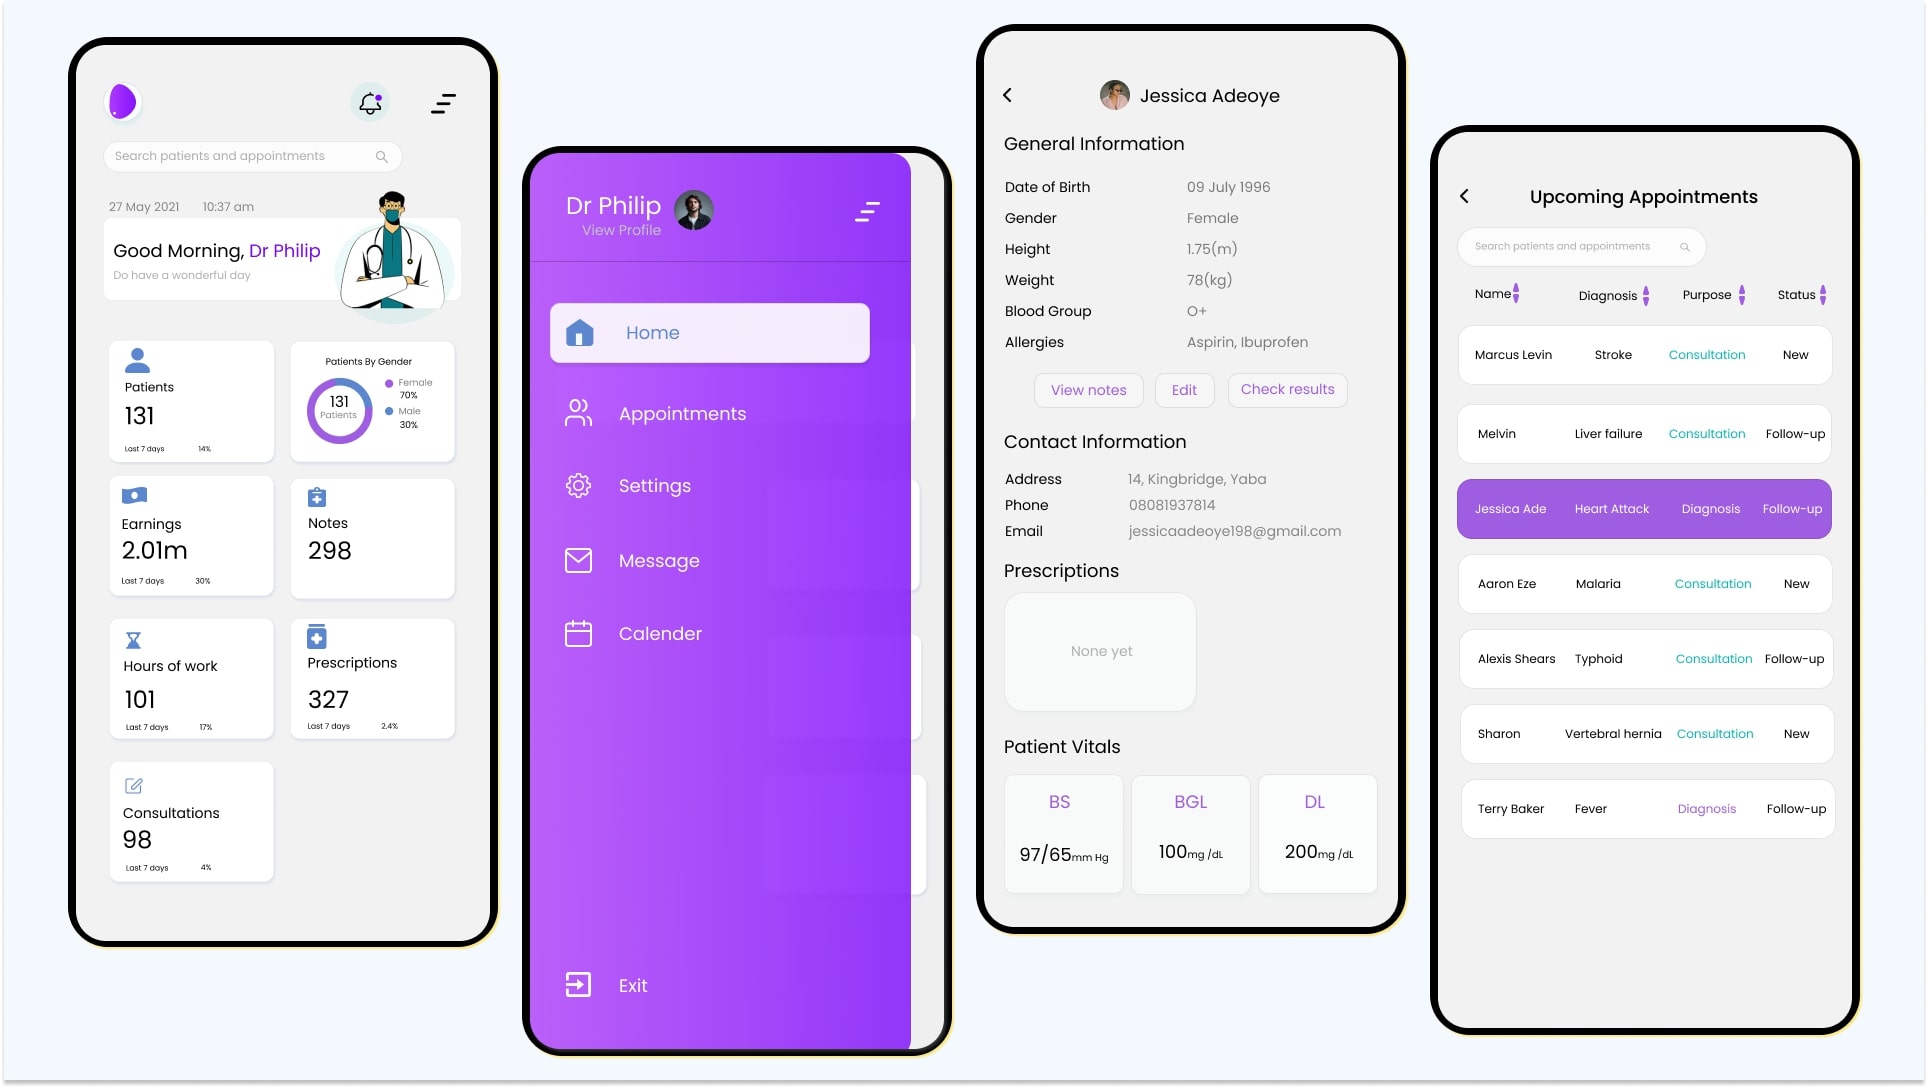 Search patients and appointments
27 May 2021 10:37 am
Good Morning, Dr Philip
Do have a wonderful day
Patients
131
Last 7 days 14%
Patients By Gender
131
Patients
Female
70%
Male
30%
Earnings
2.01m
Last 7 days 30%
Notes
298
Hours of work
101
Last 7 days 17%
Prescriptions
327
Last 7 days 2.4%
Consultations
98
Last 7 days 4%
Dr Philip
View Profile
Home
Appointments
Settings
Message
Calender
Exit
Jessica Adeoye
General Information
Date of Birth 09 July 1996
Gender Female
Height 1.75(m)
Weight 78(kg)
Blood Group O+
Allergies Aspirin, Ibuprofen
View notes Edit Check results
Contact Information
Address 14, Kingbridge, Yaba
Phone 08081937814
Email jessicaadeoye198@gmail.com
Prescriptions
None yet
Patient Vitals
BS BGL DL
97/65mm Hg 100mg /dL 200mg /dL
Upcoming Appointments
Search patients and appointments
Name Diagnosis Purpose Status
Marcus Levin Stroke Consultation New
Melvin Liver failure Consultation Follow-up
Jessica Ade Heart Attack Diagnosis Follow-up
Aaron Eze Malaria Consultation New
Alexis Shears Typhoid Consultation Follow-up
Sharon Vertebral hernia Consultation New
Terry Baker Fever Diagnosis Follow-up